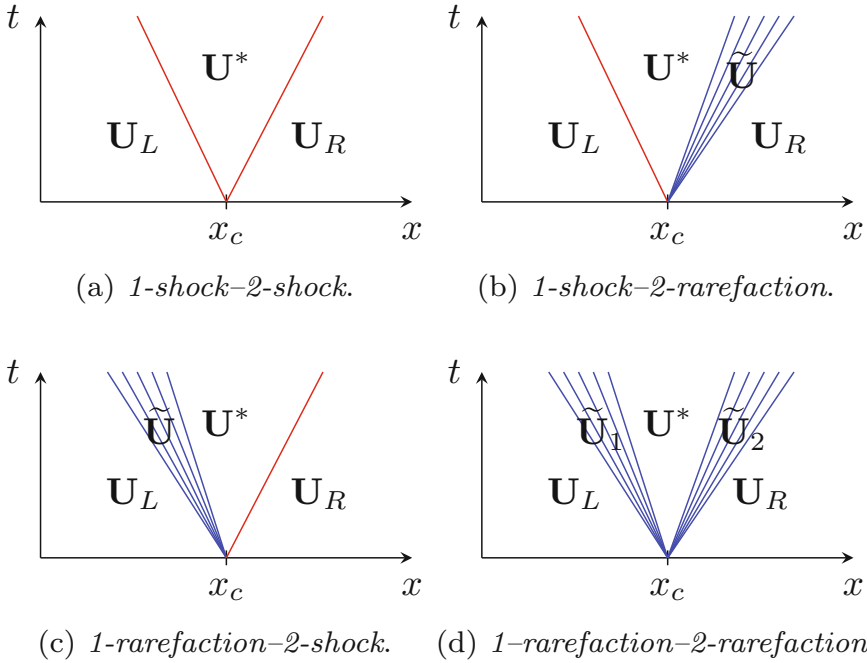 t
U*
U_L
U_R
x_c
x
(a) 1-shock–2-shock.
t
U*
Ũ
U_L
U_R
x_c
x
(b) 1-shock–2-rarefaction.
t
Ũ
U*
U_L
U_R
x_c
x
(c) 1-rarefaction–2-shock.
t
Ũ_1
U*
Ũ_2
U_L
U_R
x_c
x
(d) 1–rarefaction–2-rarefaction